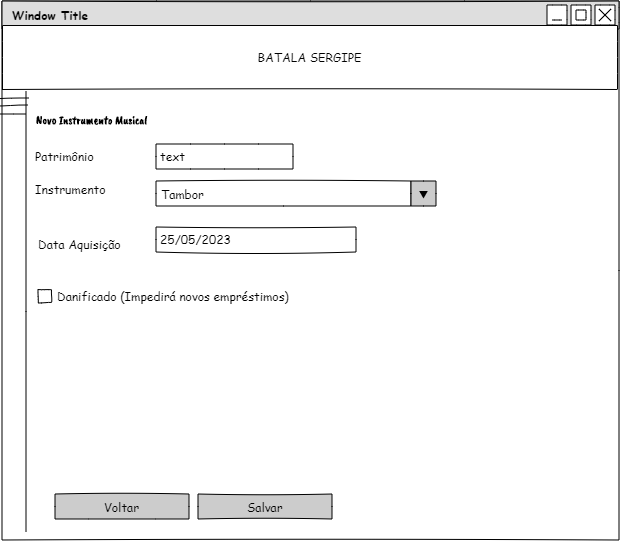 Window Title
BATALA SERGIPE
Novo Instrumento Musical
Patrimônio text
Instrumento Tambor
Data Aquisição 25/05/2023
Danificado (Impedirá novos empréstimos)
Voltar Salvar